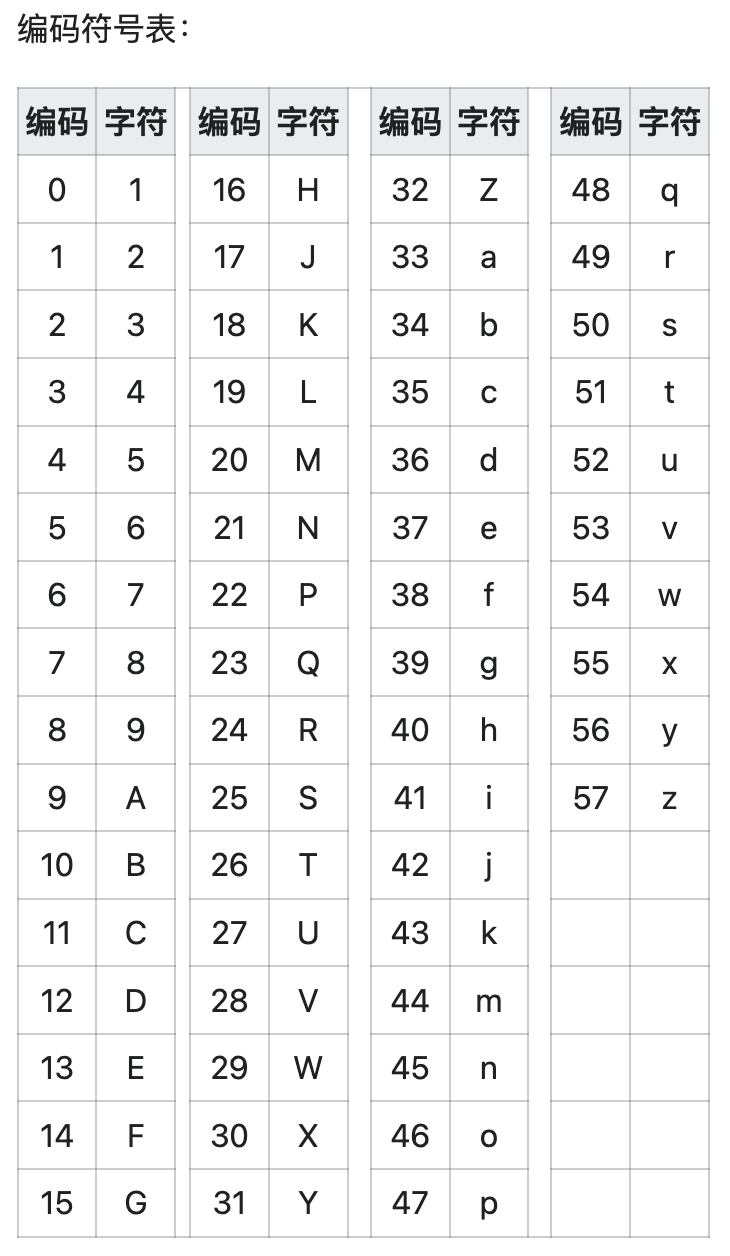 编码符号表：
编码 字符 编码 字符 编码 字符 编码 字符
0 1 16 H 32 Z 48 q
1 2 17 J 33 a 49 r
2 3 18 K 34 b 50 s
3 4 19 L 35 c 51 t
4 5 20 M 36 d 52 u
5 6 21 N 37 e 53 v
6 7 22 P 38 f 54 w
7 8 23 Q 39 g 55 x
8 9 24 R 40 h 56 y
9 A 25 S 41 i 57 z
10 B 26 T 42 j
11 C 27 U 43 k
12 D 28 V 44 m
13 E 29 W 45 n
14 F 30 X 46 o
15 G 31 Y 47 p